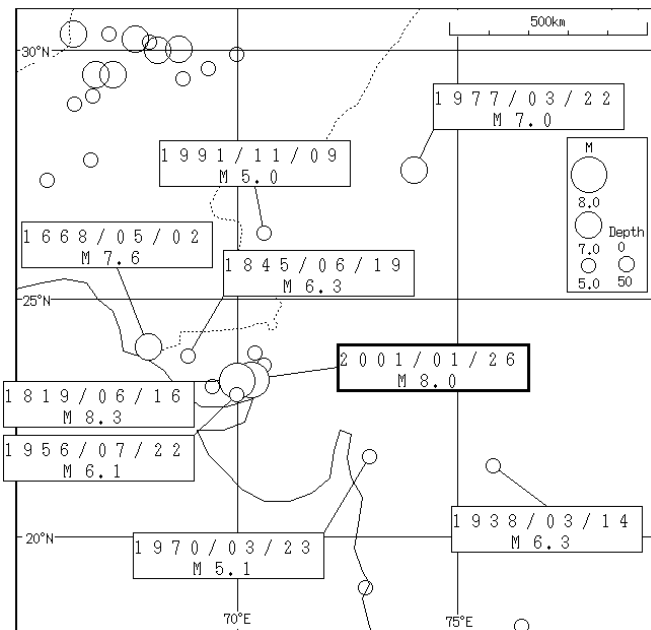 500km
30°N
1977/03/22
M 7.0
1991/11/09
M 5.0
M
8.0
7.0
Depth
0
5.0
50
1668/05/02
M 7.6
1845/06/19
M 6.3
25°N
2001/01/26
M 8.0
1819/06/16
M 8.3
1956/07/22
M 6.1
1938/03/14
M 6.3
20°N
1970/03/23
M 5.1
70°E
75°E